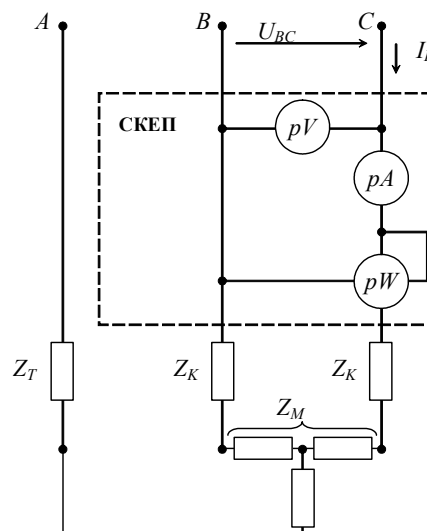 A B C
U_BC
I
СКЕП
pV
pA
pW
Z_T Z_K Z_K
Z_M